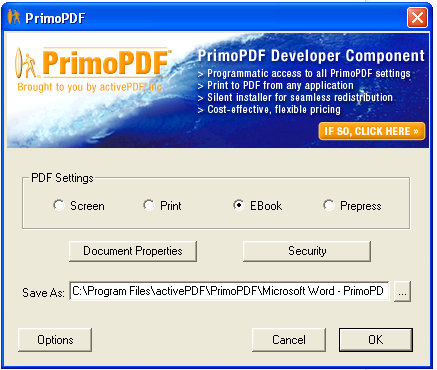 PrimoPDF
PrimoPDF™
Brought to you by activePDF, Inc.
PrimoPDF Developer Component
> Programmatic access to all PrimoPDF settings
> Print to PDF from any application
> Silent installer for seamless redistribution
> Cost-effective, flexible pricing
IF SO, CLICK HERE »
PDF Settings
Screen Print EBook Prepress
Document Properties Security
Save As: C:\Program Files\activePDF\PrimoPDF\Microsoft Word - PrimoPD ...
Options Cancel OK